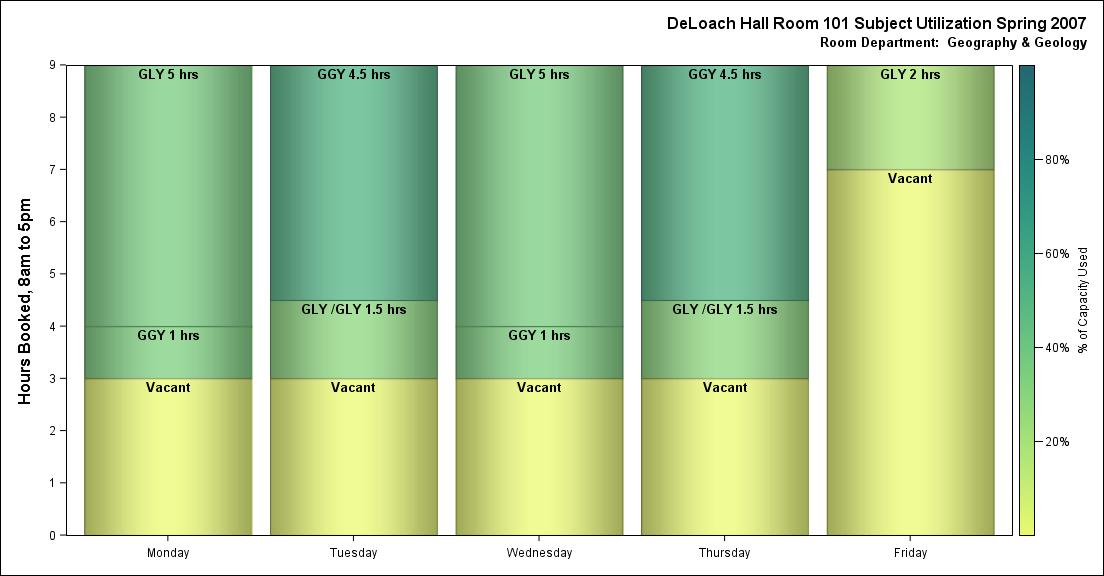 DeLoach Hall Room 101 Subject Utilization Spring 2007
Room Department: Geography & Geology
Hours Booked, 8am to 5pm
9
8
7
6
5
4
3
2
1
0
GLY 5 hrs
GGY 1 hrs
Vacant
GGY 4.5 hrs
GLY /GLY 1.5 hrs
Vacant
GLY 5 hrs
GGY 1 hrs
Vacant
GGY 4.5 hrs
GLY /GLY 1.5 hrs
Vacant
GLY 2 hrs
Vacant
Monday
Tuesday
Wednesday
Thursday
Friday
80%
60%
40%
20%
% of Capacity Used